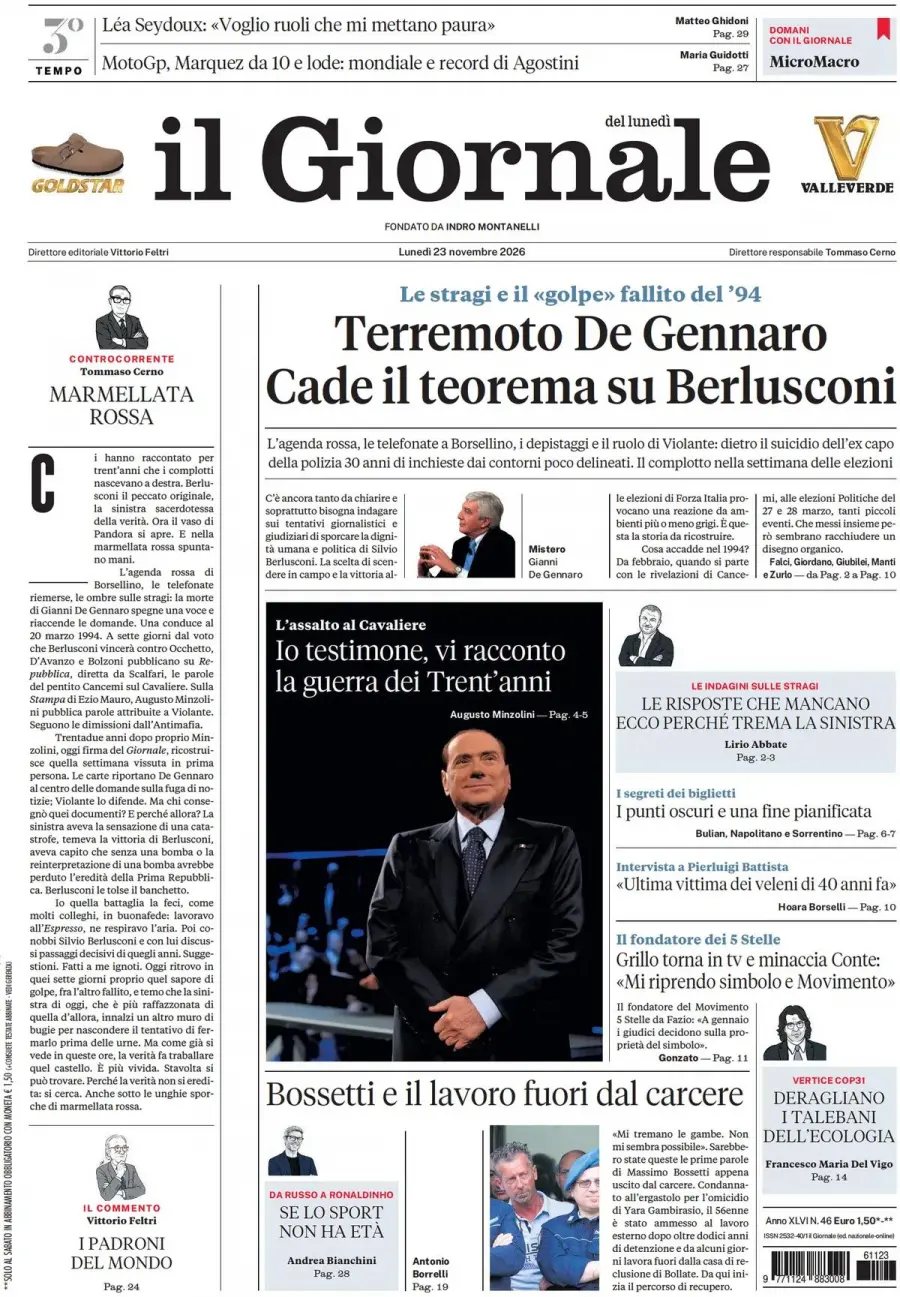 3°
TEMPO
Léa Seydoux: «Voglio ruoli che mi mettano paura»
Matteo Ghidoni
Pag. 29
MotoGp, Marquez da 10 e lode: mondiale e record di Agostini
Maria Guidotti
Pag. 27
DOMANI
CON IL GIORNALE
MicroMacro
GOLDSTAR
il Giornale
del lunedì
VALLEVERDE
FONDATO DA INDRO MONTANELLI
Direttore editoriale Vittorio Feltri
Lunedì 23 novembre 2026
Direttore responsabile Tommaso Cerno
CONTROCORRENTE
Tommaso Cerno
MARMELLATA
ROSSA
Ci hanno raccontato per
trent'anni che i complotti
nascevano a destra. Berlu-
sconi il peccato originale,
la sinistra sacerdotessa
della verità. Ora il vaso di
Pandora si apre. E nella
marmellata rossa spunta-
no mani.
L'agenda rossa di
Borsellino, le telefonate
riemerse, le ombre sulle stragi: la morte
di Gianni De Gennaro spegne una voce e
riaccende le domande. Una conduce al
20 marzo 1994. A sette giorni dal voto
che Berlusconi vincerà contro Occhetto,
D'Avanzo e Bolzoni pubblicano su Re-
pubblica, diretta da Scalfari, le parole
del pentito Cancemi sul Cavaliere. Sulla
Stampa di Ezio Mauro, Augusto Minzoli-
ni pubblica parole attribuite a Violante.
Seguono le dimissioni dall'Antimafia.
Trentadue anni dopo proprio Min-
zolini, oggi firma del Giornale, ricostrui-
sce quella settimana vissuta in prima
persona. Le carte riportano De Gennaro
al centro delle domande sulla fuga di no-
tizie; Violante lo difende. Ma chi conse-
gnò quei documenti? E perché allora? La
sinistra aveva la sensazione di una cata-
strofe, temeva la vittoria di Berlusconi,
aveva capito che senza una bomba o la
reinterpretazione di una bomba avrebbe
perduto l'eredità della Prima Repubbli-
ca. Berlusconi le tolse il banchetto.
Io quella battaglia la feci, come
molti colleghi, in buonafede: lavoravo
all'Espresso, ne respiravo l'aria. Poi co-
nobbi Silvio Berlusconi e con lui discus-
si passaggi decisivi di quegli anni. Sugge-
stioni. Fatti a me ignoti. Oggi ritrovo in
quei sette giorni proprio quel sapore di
golpe, fra l'altro fallito, e temo che la sini-
stra di oggi, che è più raffazzonata di
quella d'allora, innalzi un altro muro di
bugie per nascondere il tentativo di fer-
marlo prima delle urne. Ma come già si
vede in queste ore, la verità fa traballare
quel castello. È più vivida. Stavolta si
può trovare. Perché la verità non si eredi-
ta: si cerca. Anche sotto le unghie spor-
che di marmellata rossa.
IL COMMENTO
Vittorio Feltri
I PADRONI
DEL MONDO
Pag. 24
Le stragi e il «golpe» fallito del '94
Terremoto De Gennaro
Cade il teorema su Berlusconi
L'agenda rossa, le telefonate a Borsellino, i depistaggi e il ruolo di Violante: dietro il suicidio dell'ex capo
della polizia 30 anni di inchieste dai contorni poco delineati. Il complotto nella settimana delle elezioni
C'è ancora tanto da chiarire e
soprattutto bisogna indagare
sui tentativi giornalistici e
giudiziari di sporcare la digni-
tà umana e politica di Silvio
Berlusconi. La scelta di scen-
dere in campo e la vittoria al-
Mistero
Gianni
De Gennaro
le elezioni di Forza Italia pro-
vocano una reazione da am-
bienti più o meno grigi. È que-
sta la storia da ricostruire.
Cosa accadde nel 1994?
Da febbraio, quando si parte
con le rivelazioni di Cance-
mi, alle elezioni Politiche del
27 e 28 marzo, tanti piccoli
eventi. Che messi insieme pe-
rò sembrano racchiudere un
disegno organico.
Falci, Giordano, Giubilei, Manti
e Zurlo — da Pag. 2 a Pag. 10
L'assalto al Cavaliere
Io testimone, vi racconto
la guerra dei Trent'anni
Augusto Minzolini — Pag. 4-5
LE INDAGINI SULLE STRAGI
LE RISPOSTE CHE MANCANO
ECCO PERCHÉ TREMA LA SINISTRA
Lirio Abbate
Pag. 2-3
I segreti dei biglietti
I punti oscuri e una fine pianificata
Bulian, Napolitano e Sorrentino — Pag. 6-7
Intervista a Pierluigi Battista
«Ultima vittima dei veleni di 40 anni fa»
Hoara Borselli — Pag. 10
Il fondatore dei 5 Stelle
Grillo torna in tv e minaccia Conte:
«Mi riprendo simbolo e Movimento»
Il fondatore del Movimento
5 Stelle da Fazio: «A gennaio
i giudici decidono sulla pro-
prietà del simbolo».
Gonzato — Pag. 11
VERTICE COP31
DERAGLIANO
I TALEBANI
DELL'ECOLOGIA
Francesco Maria Del Vigo
Pag. 14
Bossetti e il lavoro fuori dal carcere
DA RUSSO A RONALDINHO
SE LO SPORT
NON HA ETÀ
Andrea Bianchini
Pag. 28
Antonio
Borrelli
Pag. 19
«Mi tremano le gambe. Non
mi sembra possibile». Sarebbe-
ro state queste le prime parole
di Massimo Bossetti appena
uscito dal carcere. Condanna-
to all'ergastolo per l'omicidio
di Yara Gambirasio, il 56enne
è stato ammesso al lavoro
esterno dopo oltre dodici anni
di detenzione e da alcuni gior-
ni lavora fuori dalla casa di re-
clusione di Bollate. Da qui ini-
zia il percorso di recupero.
Anno XLVI N. 46 Euro 1,50*-**
ISSN 2532-4071 il Giornale (ed. nazionale-online)
61123
9 771124 883008
**SOLO AL SABATO IN ABBINAMENTO OBBLIGATORIO CON MONETA € 1,50